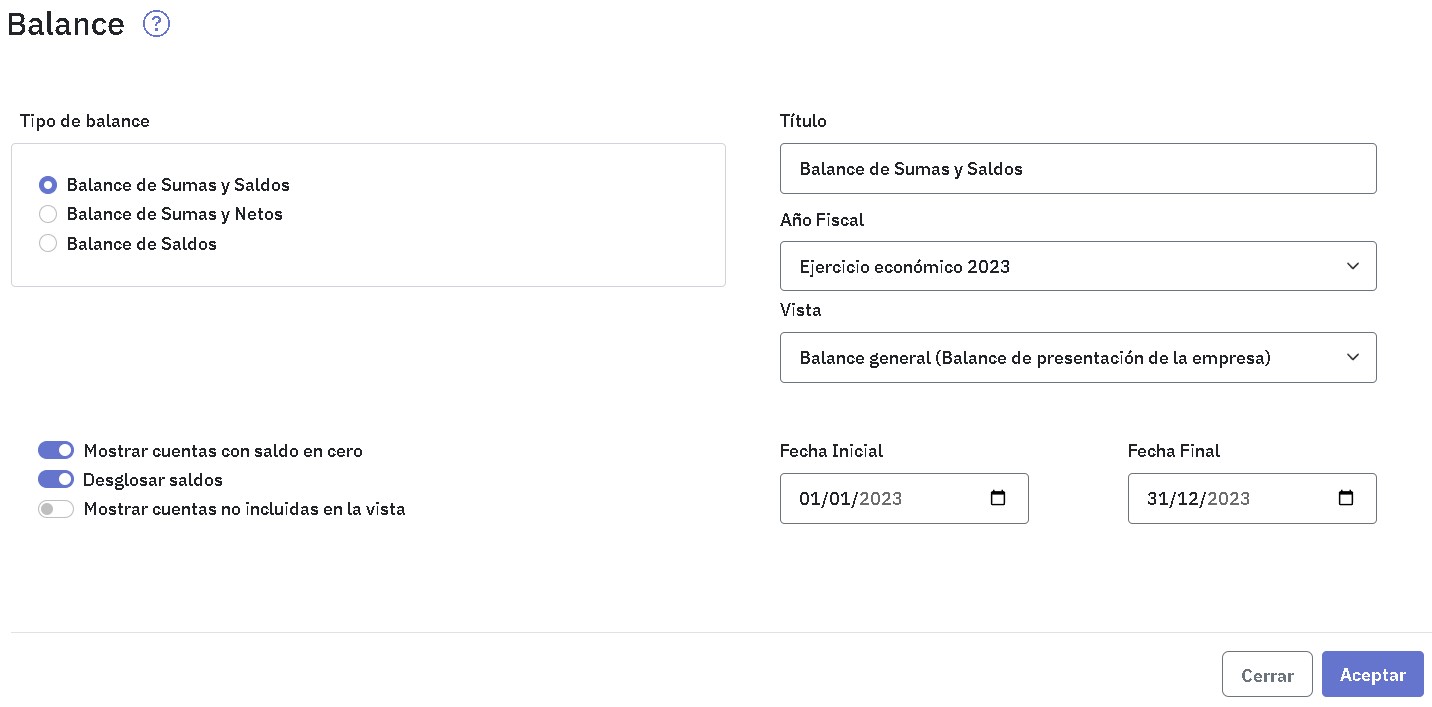 Balance ?
Tipo de balance
Balance de Sumas y Saldos
Balance de Sumas y Netos
Balance de Saldos
Título
Balance de Sumas y Saldos
Año Fiscal
Ejercicio económico 2023
Vista
Balance general (Balance de presentación de la empresa)
Mostrar cuentas con saldo en cero
Desglosar saldos
Mostrar cuentas no incluidas en la vista
Fecha Inicial
01/01/2023
Fecha Final
31/12/2023
Cerrar
Aceptar